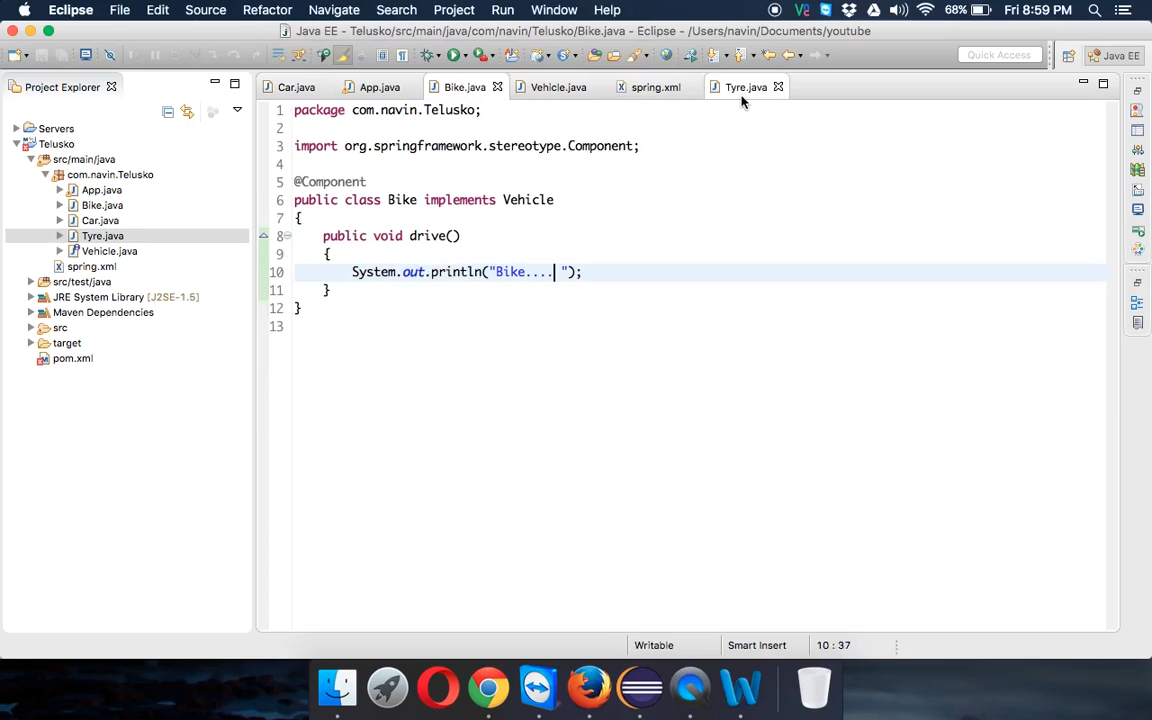 Eclipse File Edit Source Refactor Navigate Search Project Run Window Help 68% Fri 8:59 PM
Java EE - Telusko/src/main/java/com/navin/Telusko/Bike.java - Eclipse - /Users/navin/Documents/youtube
Quick Access Java EE
Project Explorer
Car.java App.java Bike.java Vehicle.java spring.xml Tyre.java
Servers
Telusko
src/main/java
com.navin.Telusko
App.java
Bike.java
Car.java
Tyre.java
Vehicle.java
spring.xml
src/test/java
JRE System Library [J2SE-1.5]
Maven Dependencies
src
target
pom.xml
1 package com.navin.Telusko;
2
3 import org.springframework.stereotype.Component;
4
5 @Component
6 public class Bike implements Vehicle
7 {
8 public void drive()
9 {
10 System.out.println("Bike.... ");
11 }
12 }
13
Writable Smart Insert 10 : 37